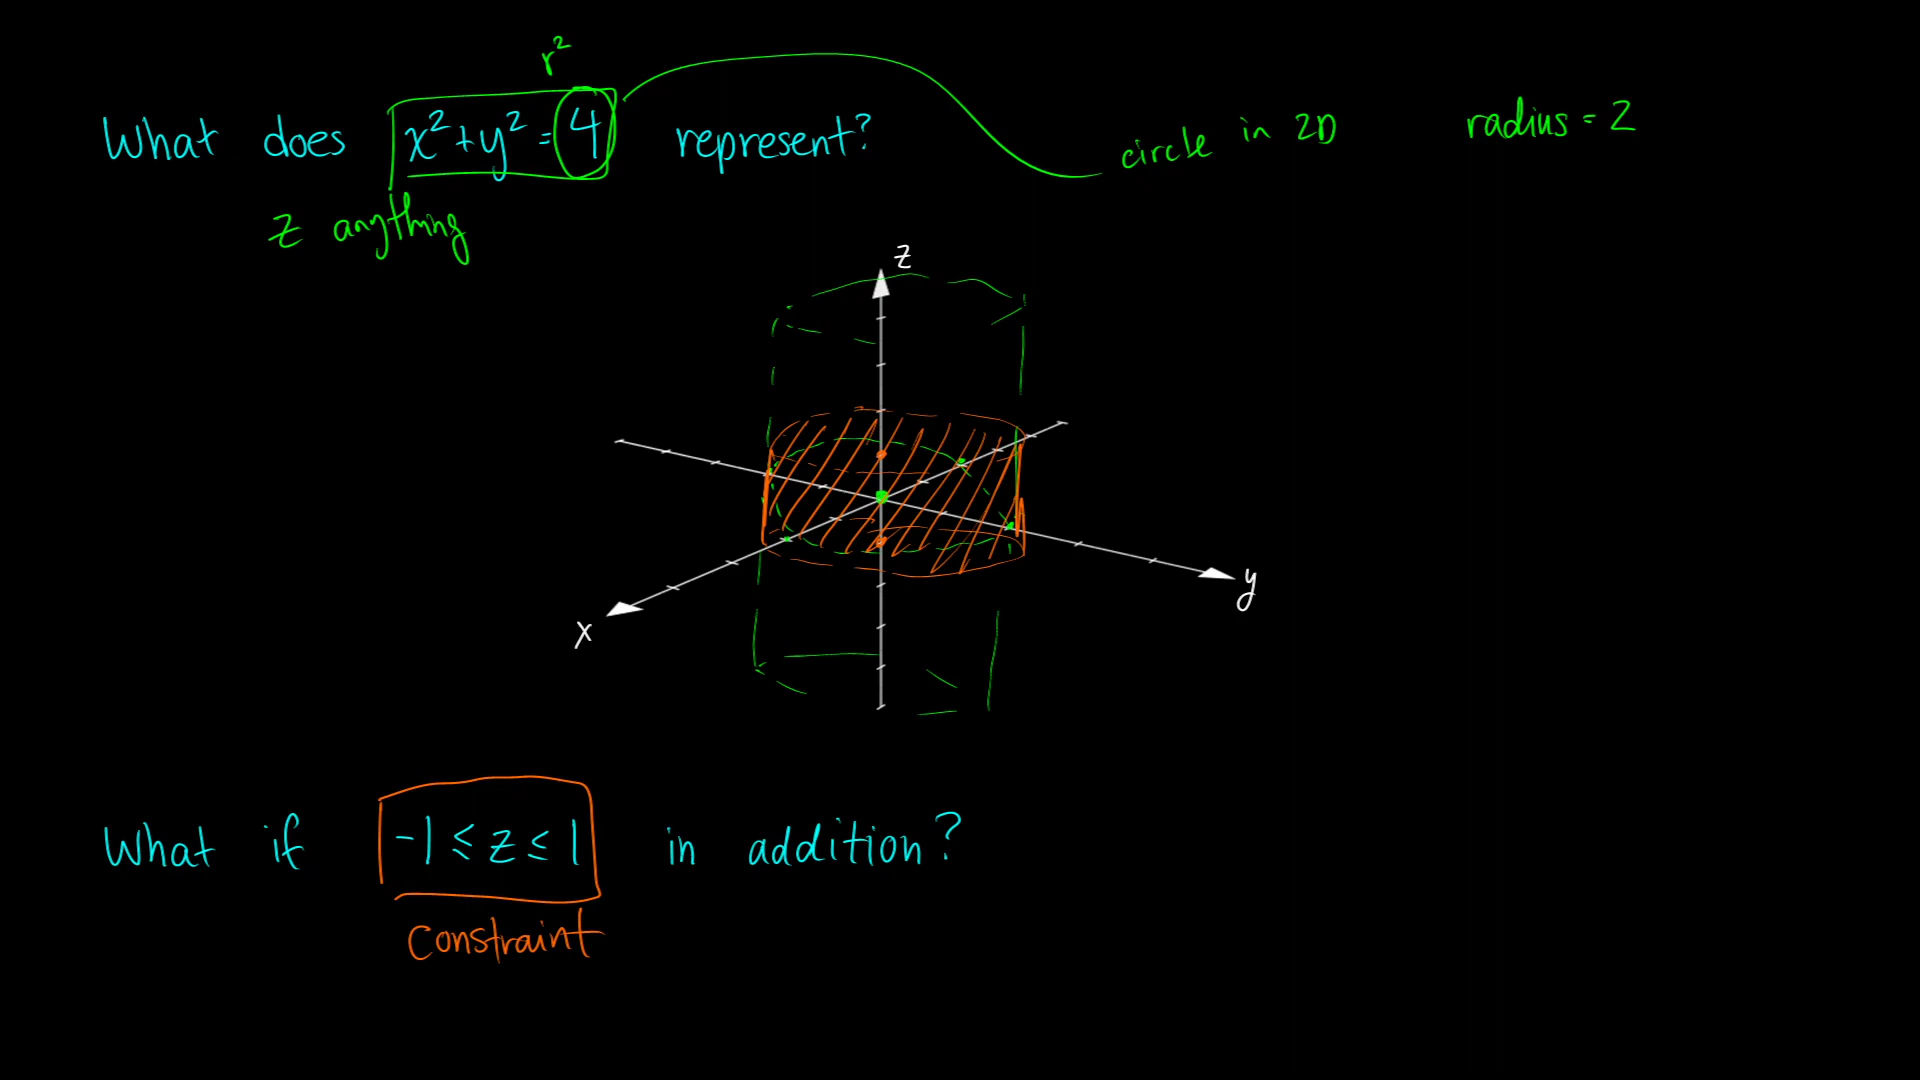 r²
What does x²+y² = 4 represent?
circle in 2D
radius = 2
z anything
z
y
x
What if -1 ≤ z ≤ 1 in addition?
constraint